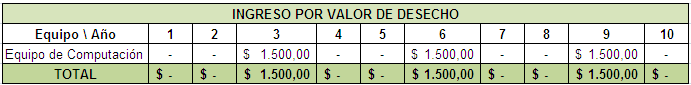 INGRESO POR VALOR DE DESECHO
Equipo \ Año 1 2 3 4 5 6 7 8 9 10
Equipo de Computación - - $ 1.500,00 - - $ 1.500,00 - - $ 1.500,00 -
TOTAL $ - $ - $ 1.500,00 $ - $ - $ 1.500,00 $ - $ - $ 1.500,00 $ -